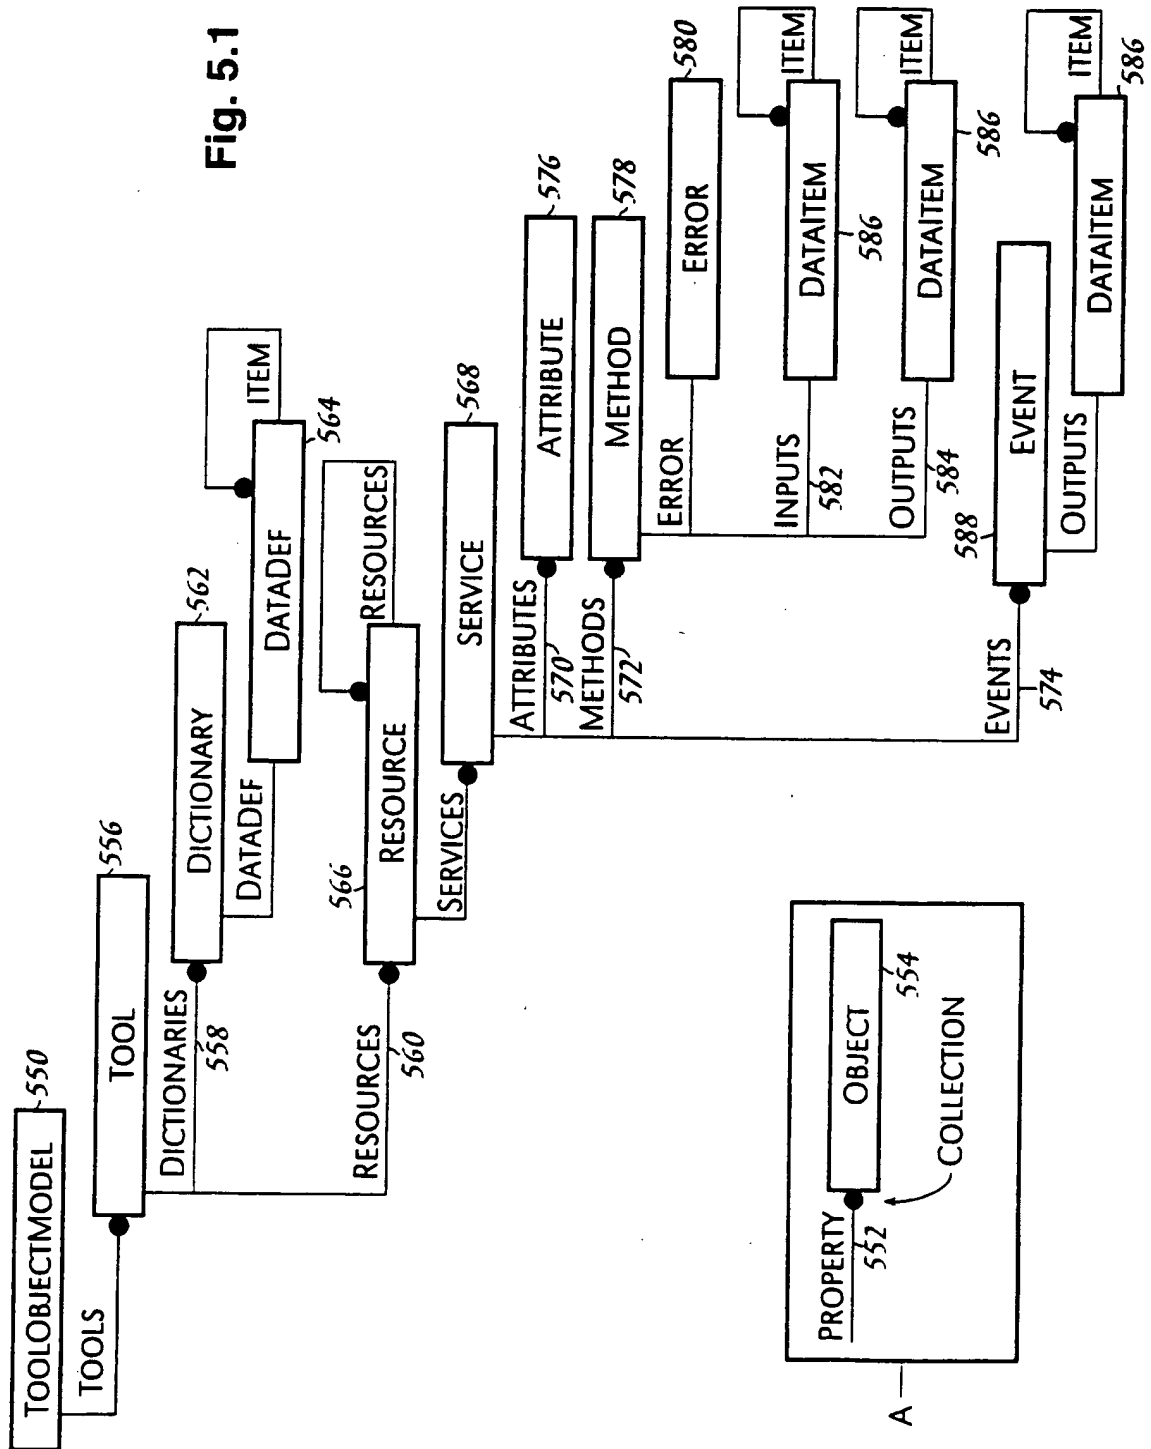 Fig. 5.1
TOOLOBJECTMODEL
550
TOOLS
TOOL
556
DICTIONARIES
558
DICTIONARY
562
DATADEF
DATADEF
564
ITEM
RESOURCES
560
RESOURCE
566
RESOURCES
SERVICES
SERVICE
568
ATTRIBUTES
570
ATTRIBUTE
576
METHODS
572
METHOD
578
ERROR
ERROR
580
INPUTS
582
DATAITEM
586
ITEM
OUTPUTS
584
DATAITEM
586
ITEM
EVENTS
574
EVENT
588
OUTPUTS
DATAITEM
586
ITEM
A
PROPERTY
552
OBJECT
554
COLLECTION